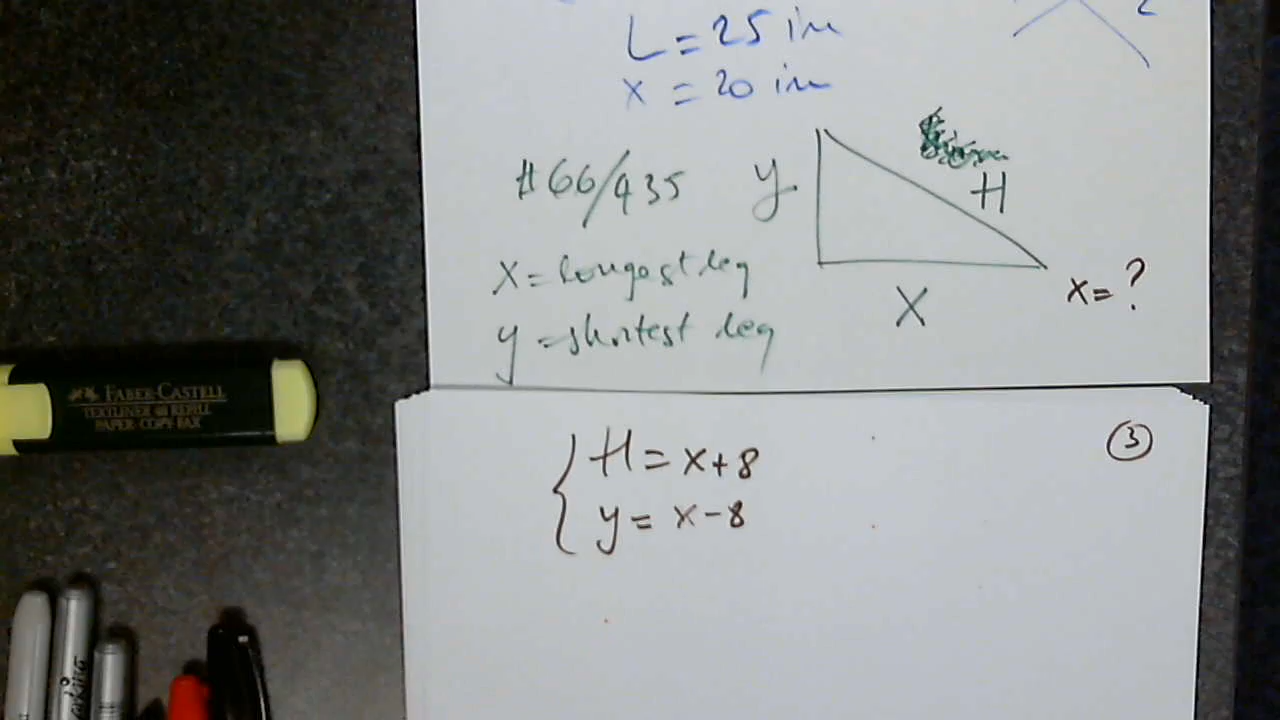 L = 25 in
x = 20 in
#66/435
y
H
x = longest leg
X
x = ?
y = shortest leg
FABER-CASTELL
TEXTLINER 48 REFILL
PAPER·COPY·FAX
3
H = x + 8
y = x - 8